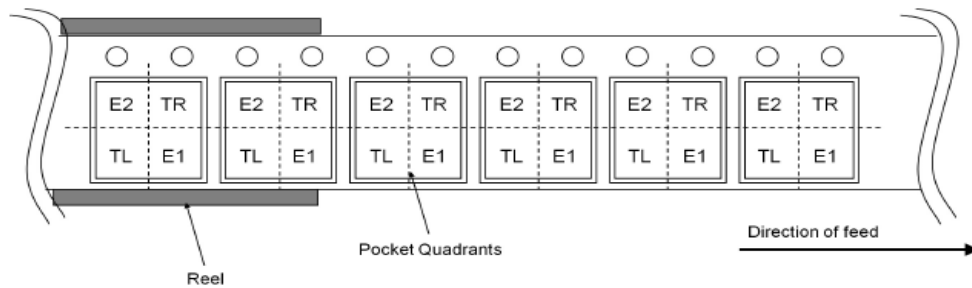 E2 TR E2 TR E2 TR E2 TR E2 TR E2 TR
TL E1 TL E1 TL E1 TL E1 TL E1 TL E1
Direction of feed
Pocket Quadrants
Reel